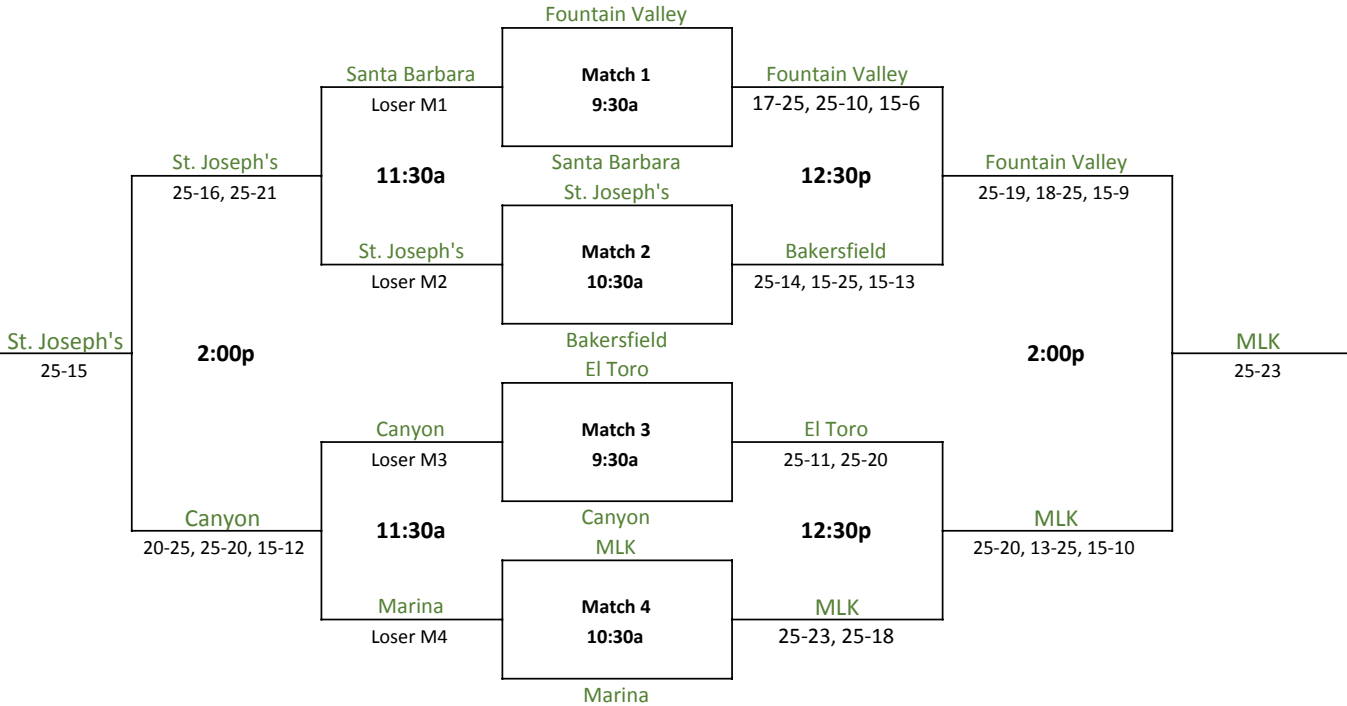 Fountain Valley
Santa Barbara
Match 1
Fountain Valley
Loser M1
9:30a
17-25, 25-10, 15-6
St. Joseph's
11:30a
Santa Barbara
12:30p
Fountain Valley
25-16, 25-21
St. Joseph's
25-19, 18-25, 15-9
St. Joseph's
Match 2
Bakersfield
Loser M2
10:30a
25-14, 15-25, 15-13
St. Joseph's
2:00p
Bakersfield
2:00p
MLK
25-15
El Toro
25-23
Canyon
Match 3
El Toro
Loser M3
9:30a
25-11, 25-20
Canyon
11:30a
Canyon
12:30p
MLK
20-25, 25-20, 15-12
MLK
25-20, 13-25, 15-10
Marina
Match 4
MLK
Loser M4
10:30a
25-23, 25-18
Marina